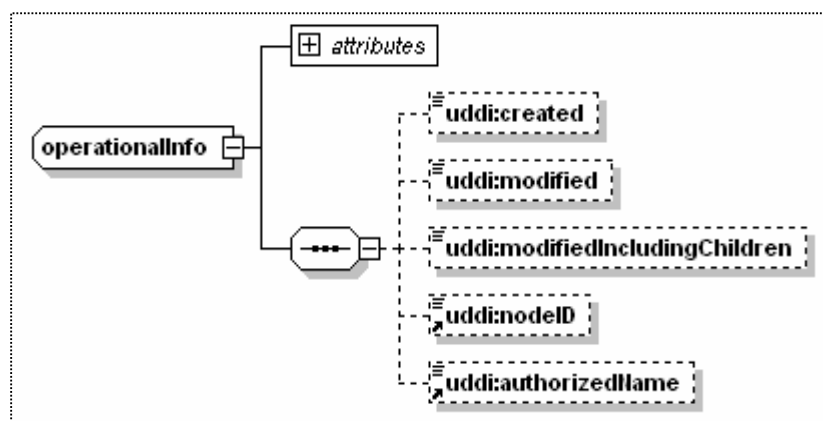 attributes
operationalInfo
uddi:created
uddi:modified
uddi:modifiedIncludingChildren
uddi:nodeID
uddi:authorizedName